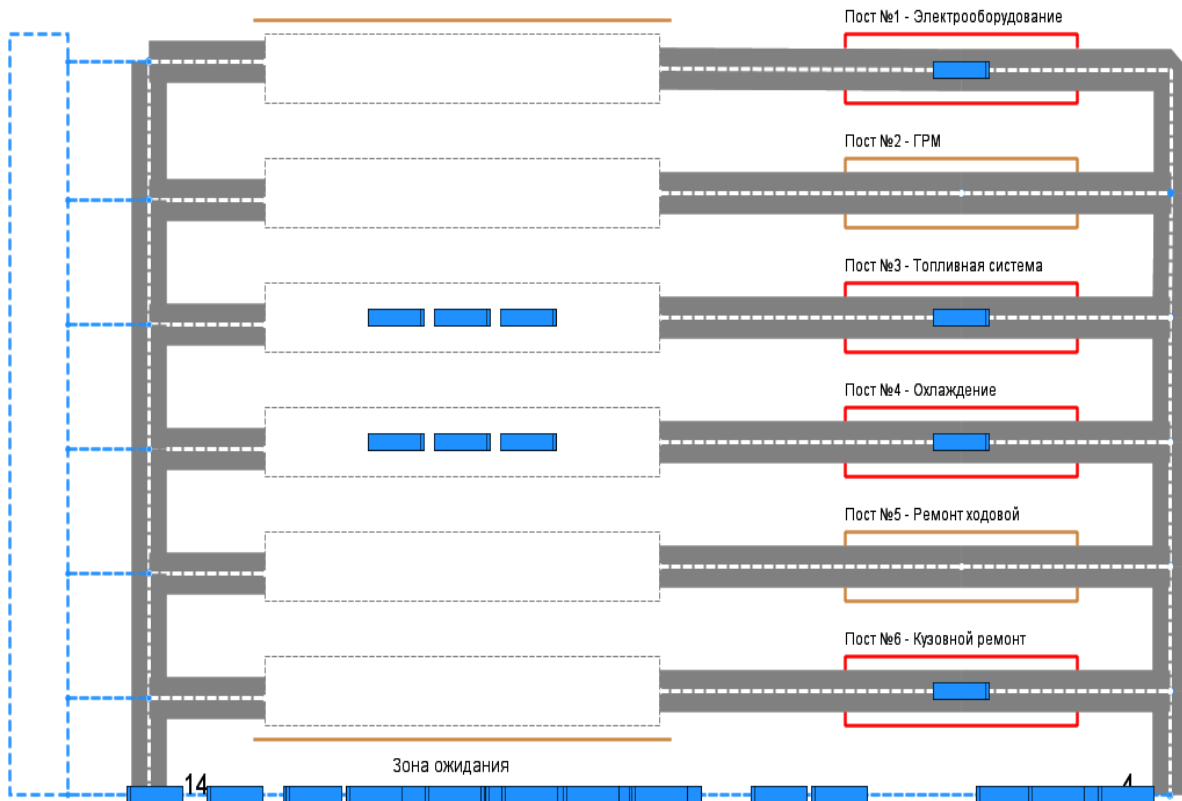 Пост №1 - Электрооборудование
Пост №2 - ГРМ
Пост №3 - Топливная система
Пост №4 - Охлаждение
Пост №5 - Ремонт ходовой
Пост №6 - Кузовной ремонт
Зона ожидания
14
4